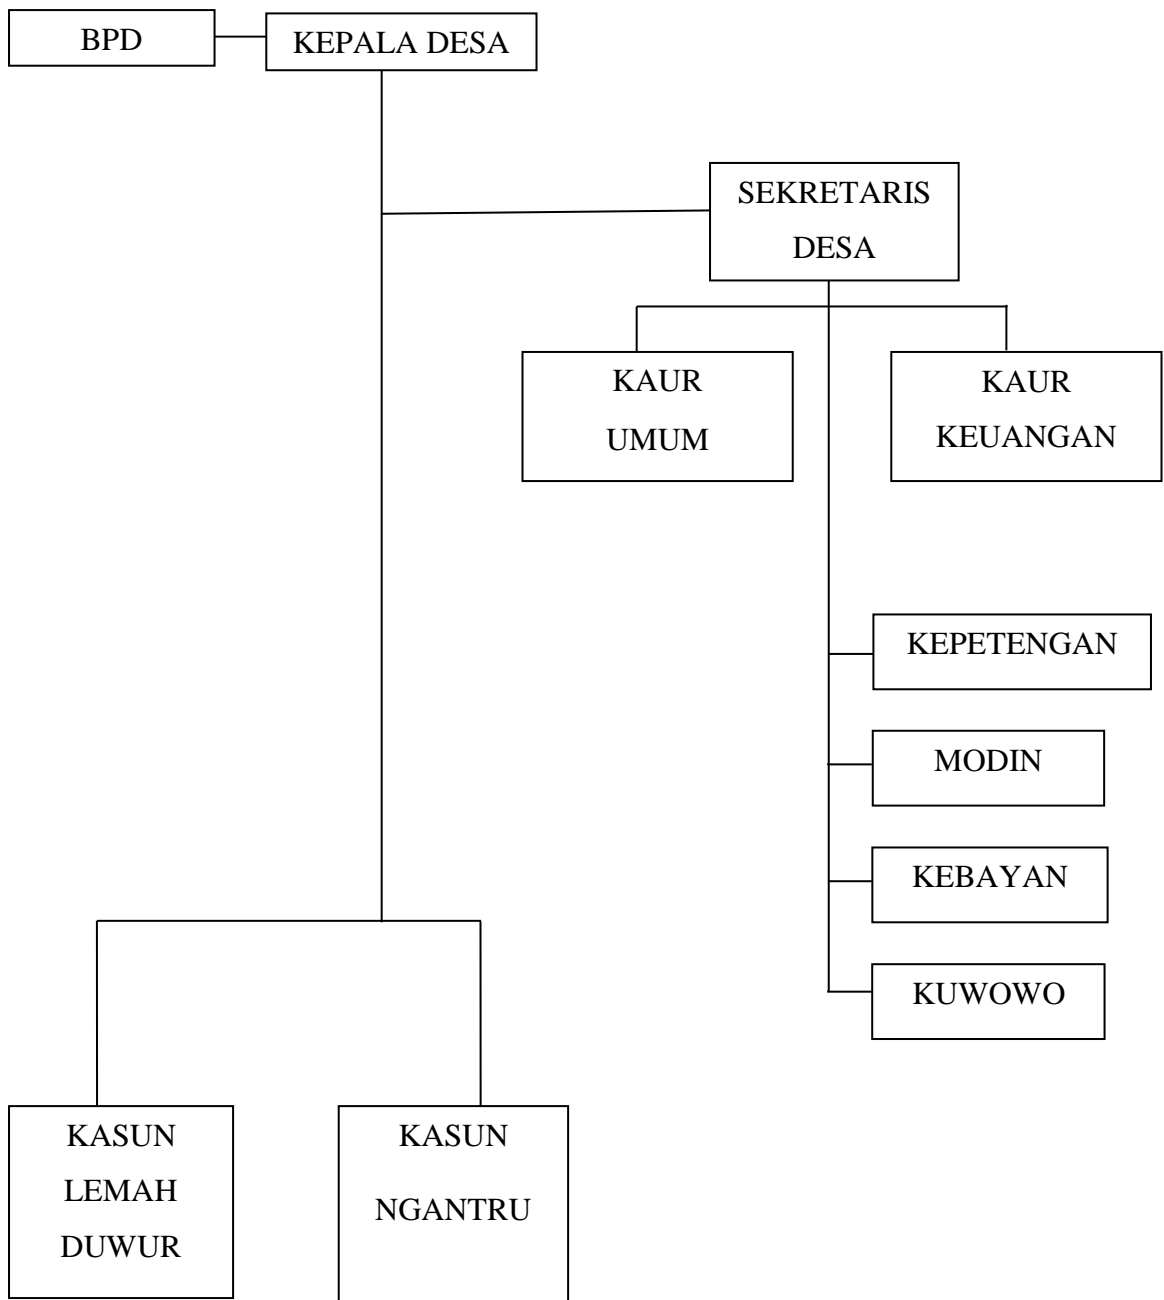 BPD
KEPALA DESA
SEKRETARIS
DESA
KAUR
UMUM
KAUR
KEUANGAN
KEPETENGAN
MODIN
KEBAYAN
KUWOWO
KASUN
LEMAH
DUWUR
KASUN
NGANTRU